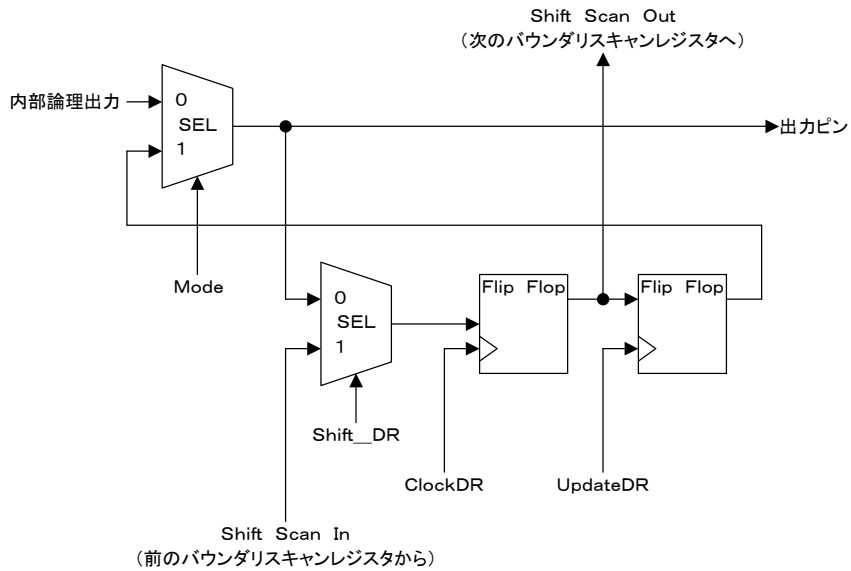 Shift Scan Out
(次のバウンダリスキャンレジスタへ)
内部論理出力
0
SEL
1
出力ピン
Mode
0
SEL
1
Flip Flop
Flip Flop
Shift__DR
ClockDR
UpdateDR
Shift Scan In
(前のバウンダリスキャンレジスタから)